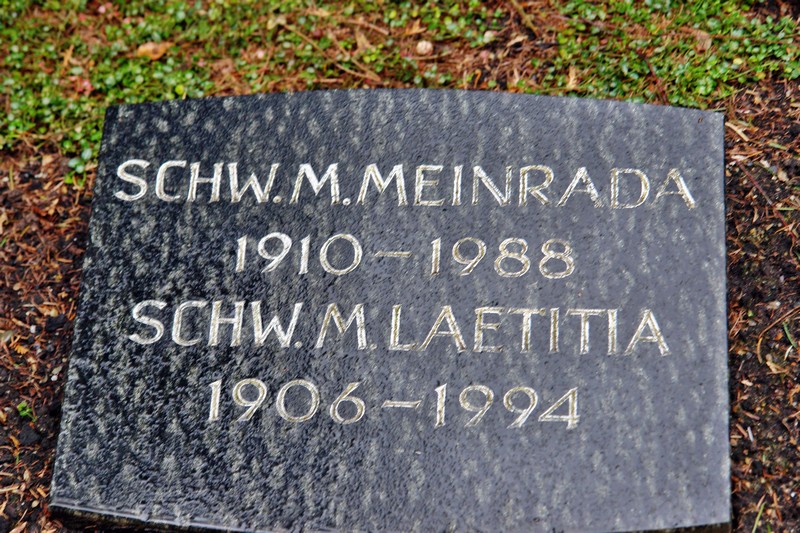 SCHW. M. MEINRADA
1910 – 1988
SCHW. M. LAETITIA
1906 – 1994